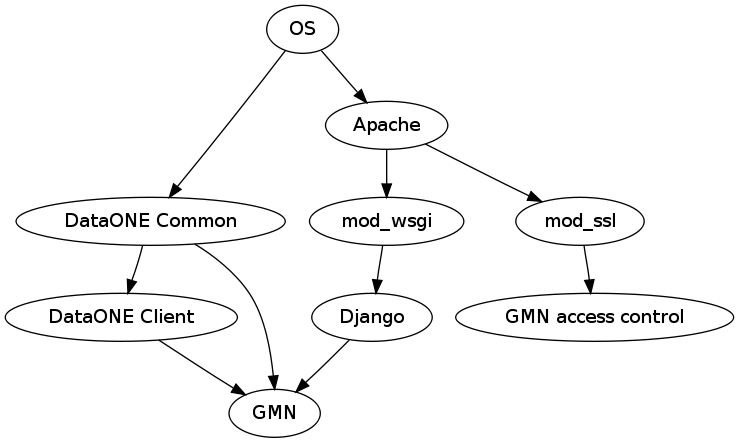 OS
Apache
DataONE Common
mod_wsgi
mod_ssl
DataONE Client
Django
GMN access control
GMN